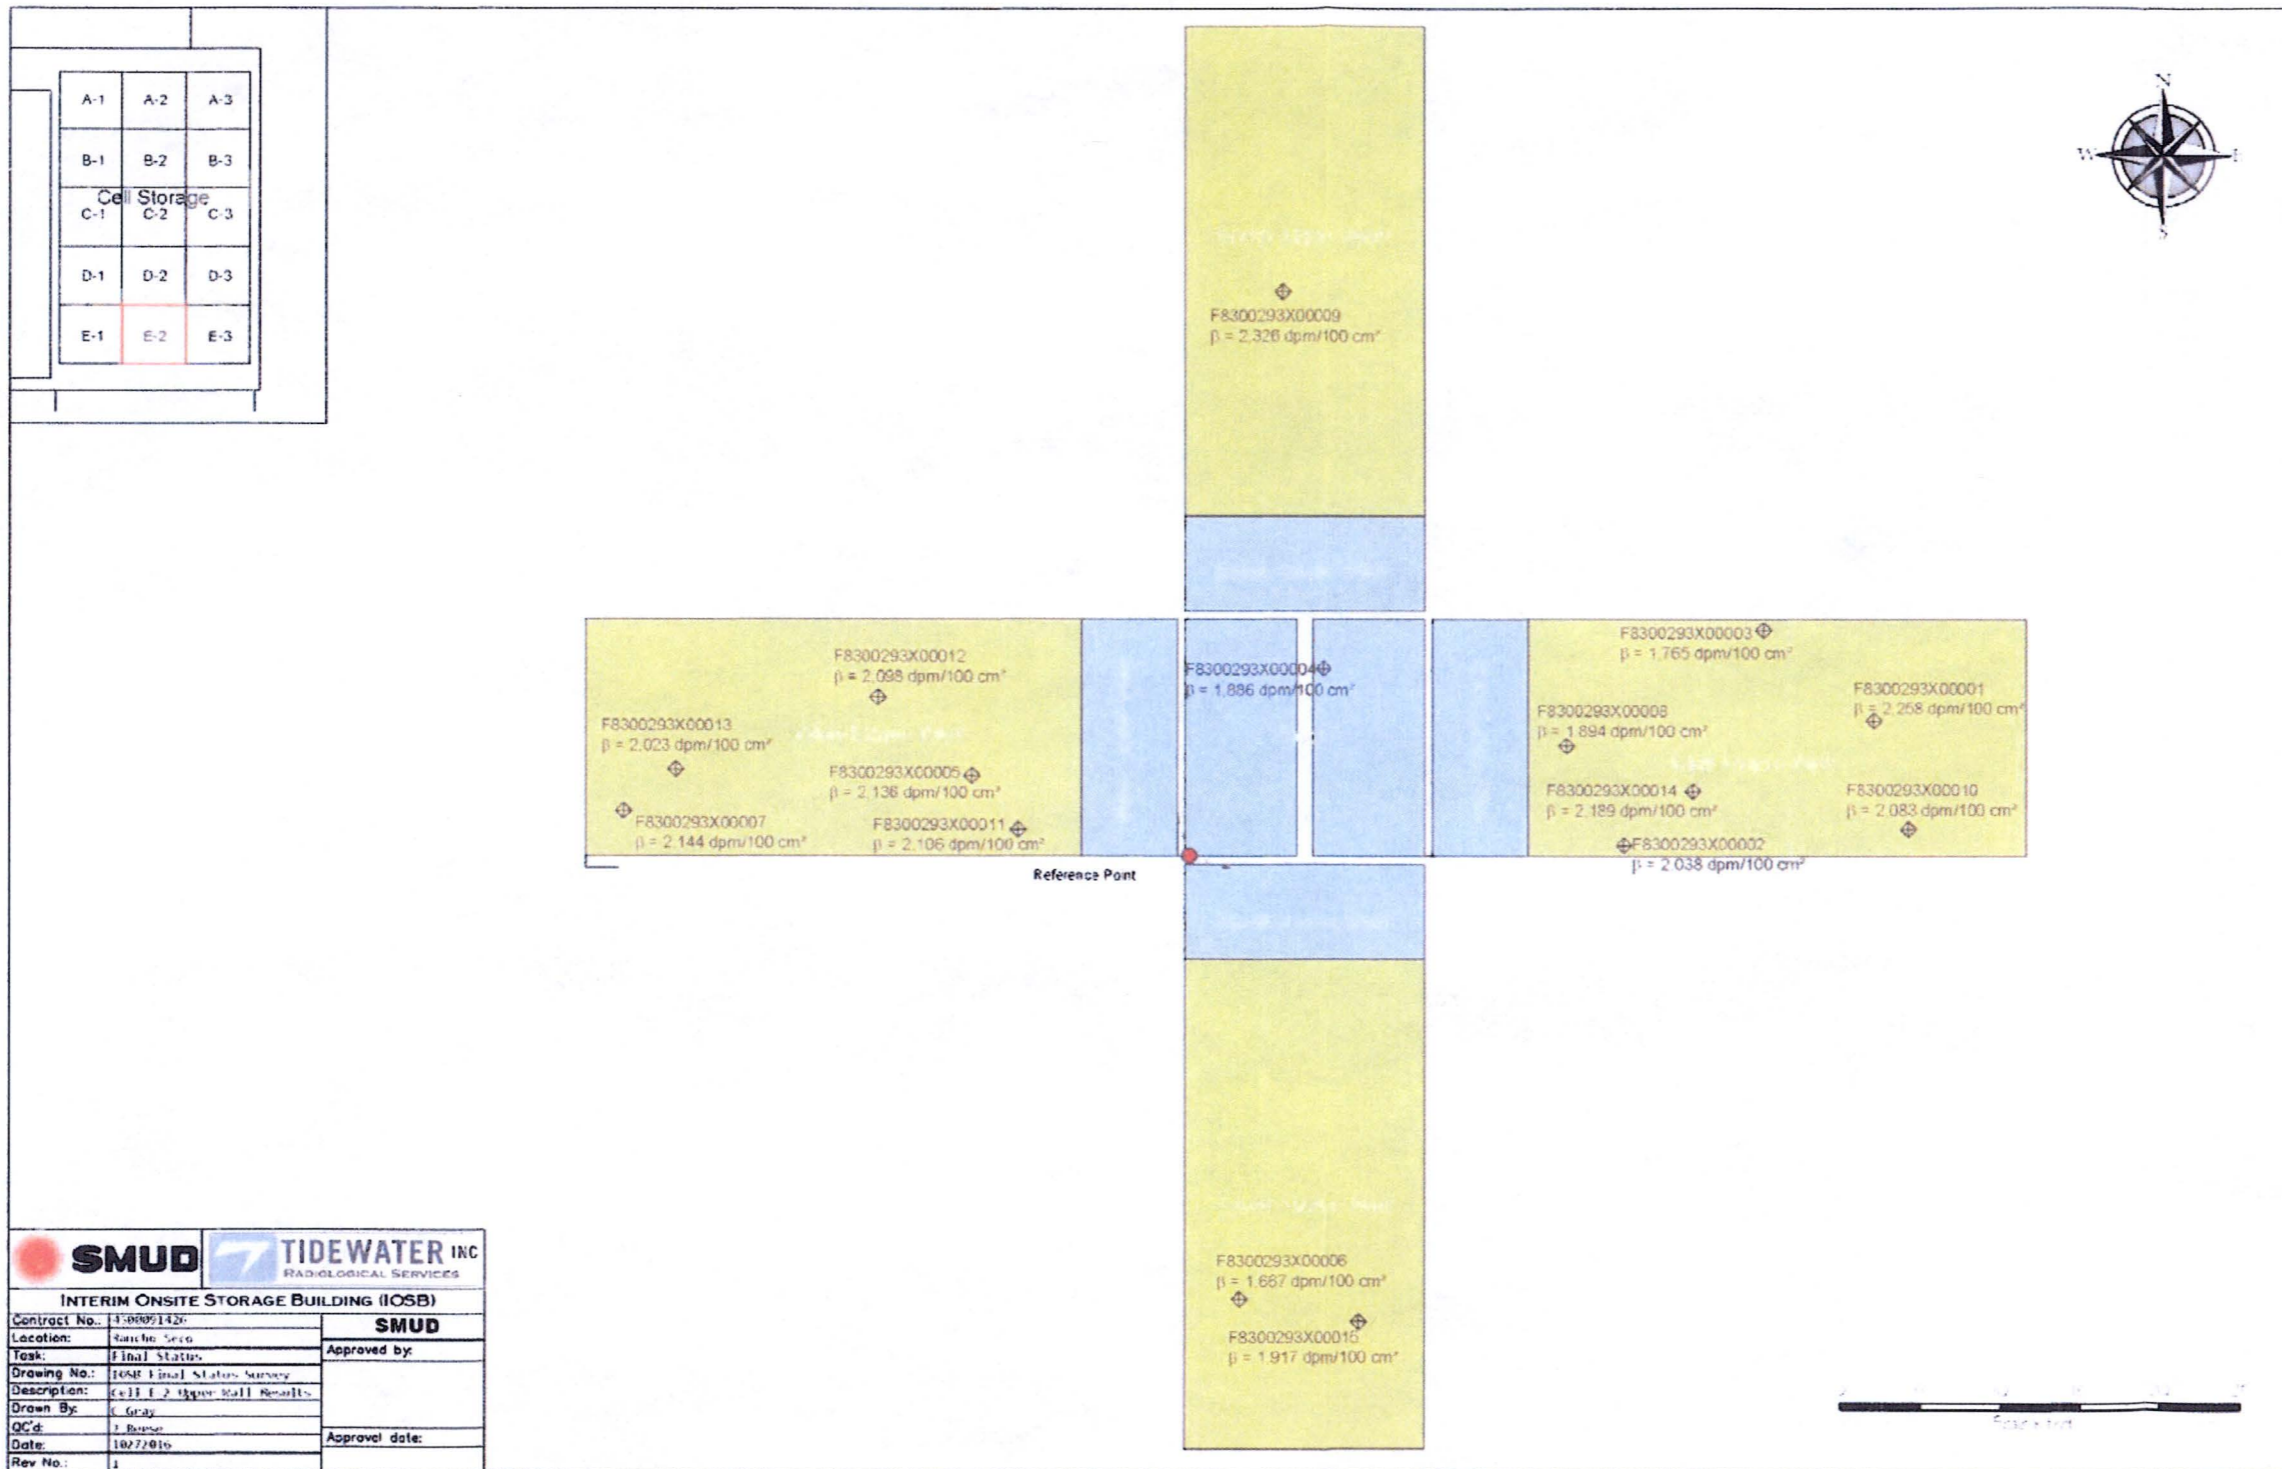 A-1 A-2 A-3
B-1 B-2 B-3
Cell Storage
C-1 C-2 C-3
D-1 D-2 D-3
E-1 E-2 E-3
N
W
S
F8300293X00009
β = 2,326 dpm/100 cm²
F8300293X00012
β = 2,098 dpm/100 cm²
F8300293X00013
β = 2,023 dpm/100 cm²
F8300293X00005
β = 2,136 dpm/100 cm²
F8300293X00007
β = 2,144 dpm/100 cm²
F8300293X00011
β = 2,106 dpm/100 cm²
F8300293X00004
β = 1,886 dpm/100 cm²
F8300293X00003
β = 1,765 dpm/100 cm²
F8300293X00001
β = 2,258 dpm/100 cm²
F8300293X00008
β = 1,894 dpm/100 cm²
F8300293X00014
β = 2,189 dpm/100 cm²
F8300293X00010
β = 2,083 dpm/100 cm²
F8300293X00002
β = 2,038 dpm/100 cm²
Reference Point
F8300293X00006
β = 1,667 dpm/100 cm²
F8300293X00015
β = 1,917 dpm/100 cm²
SMUD
TIDEWATER INC
RADIOLOGICAL SERVICES
INTERIM ONSITE STORAGE BUILDING (IOSB)
Contract No.: 4500091426
SMUD
Location: Rancho Seco
Task: Final Status
Approved by:
Drawing No.: IOSB Final Status Survey
Description: Cell E-2 Upper Wall Results
Drawn By: C Gray
QC'd:
Date: 10272016
Approval date:
Rev No.: 1